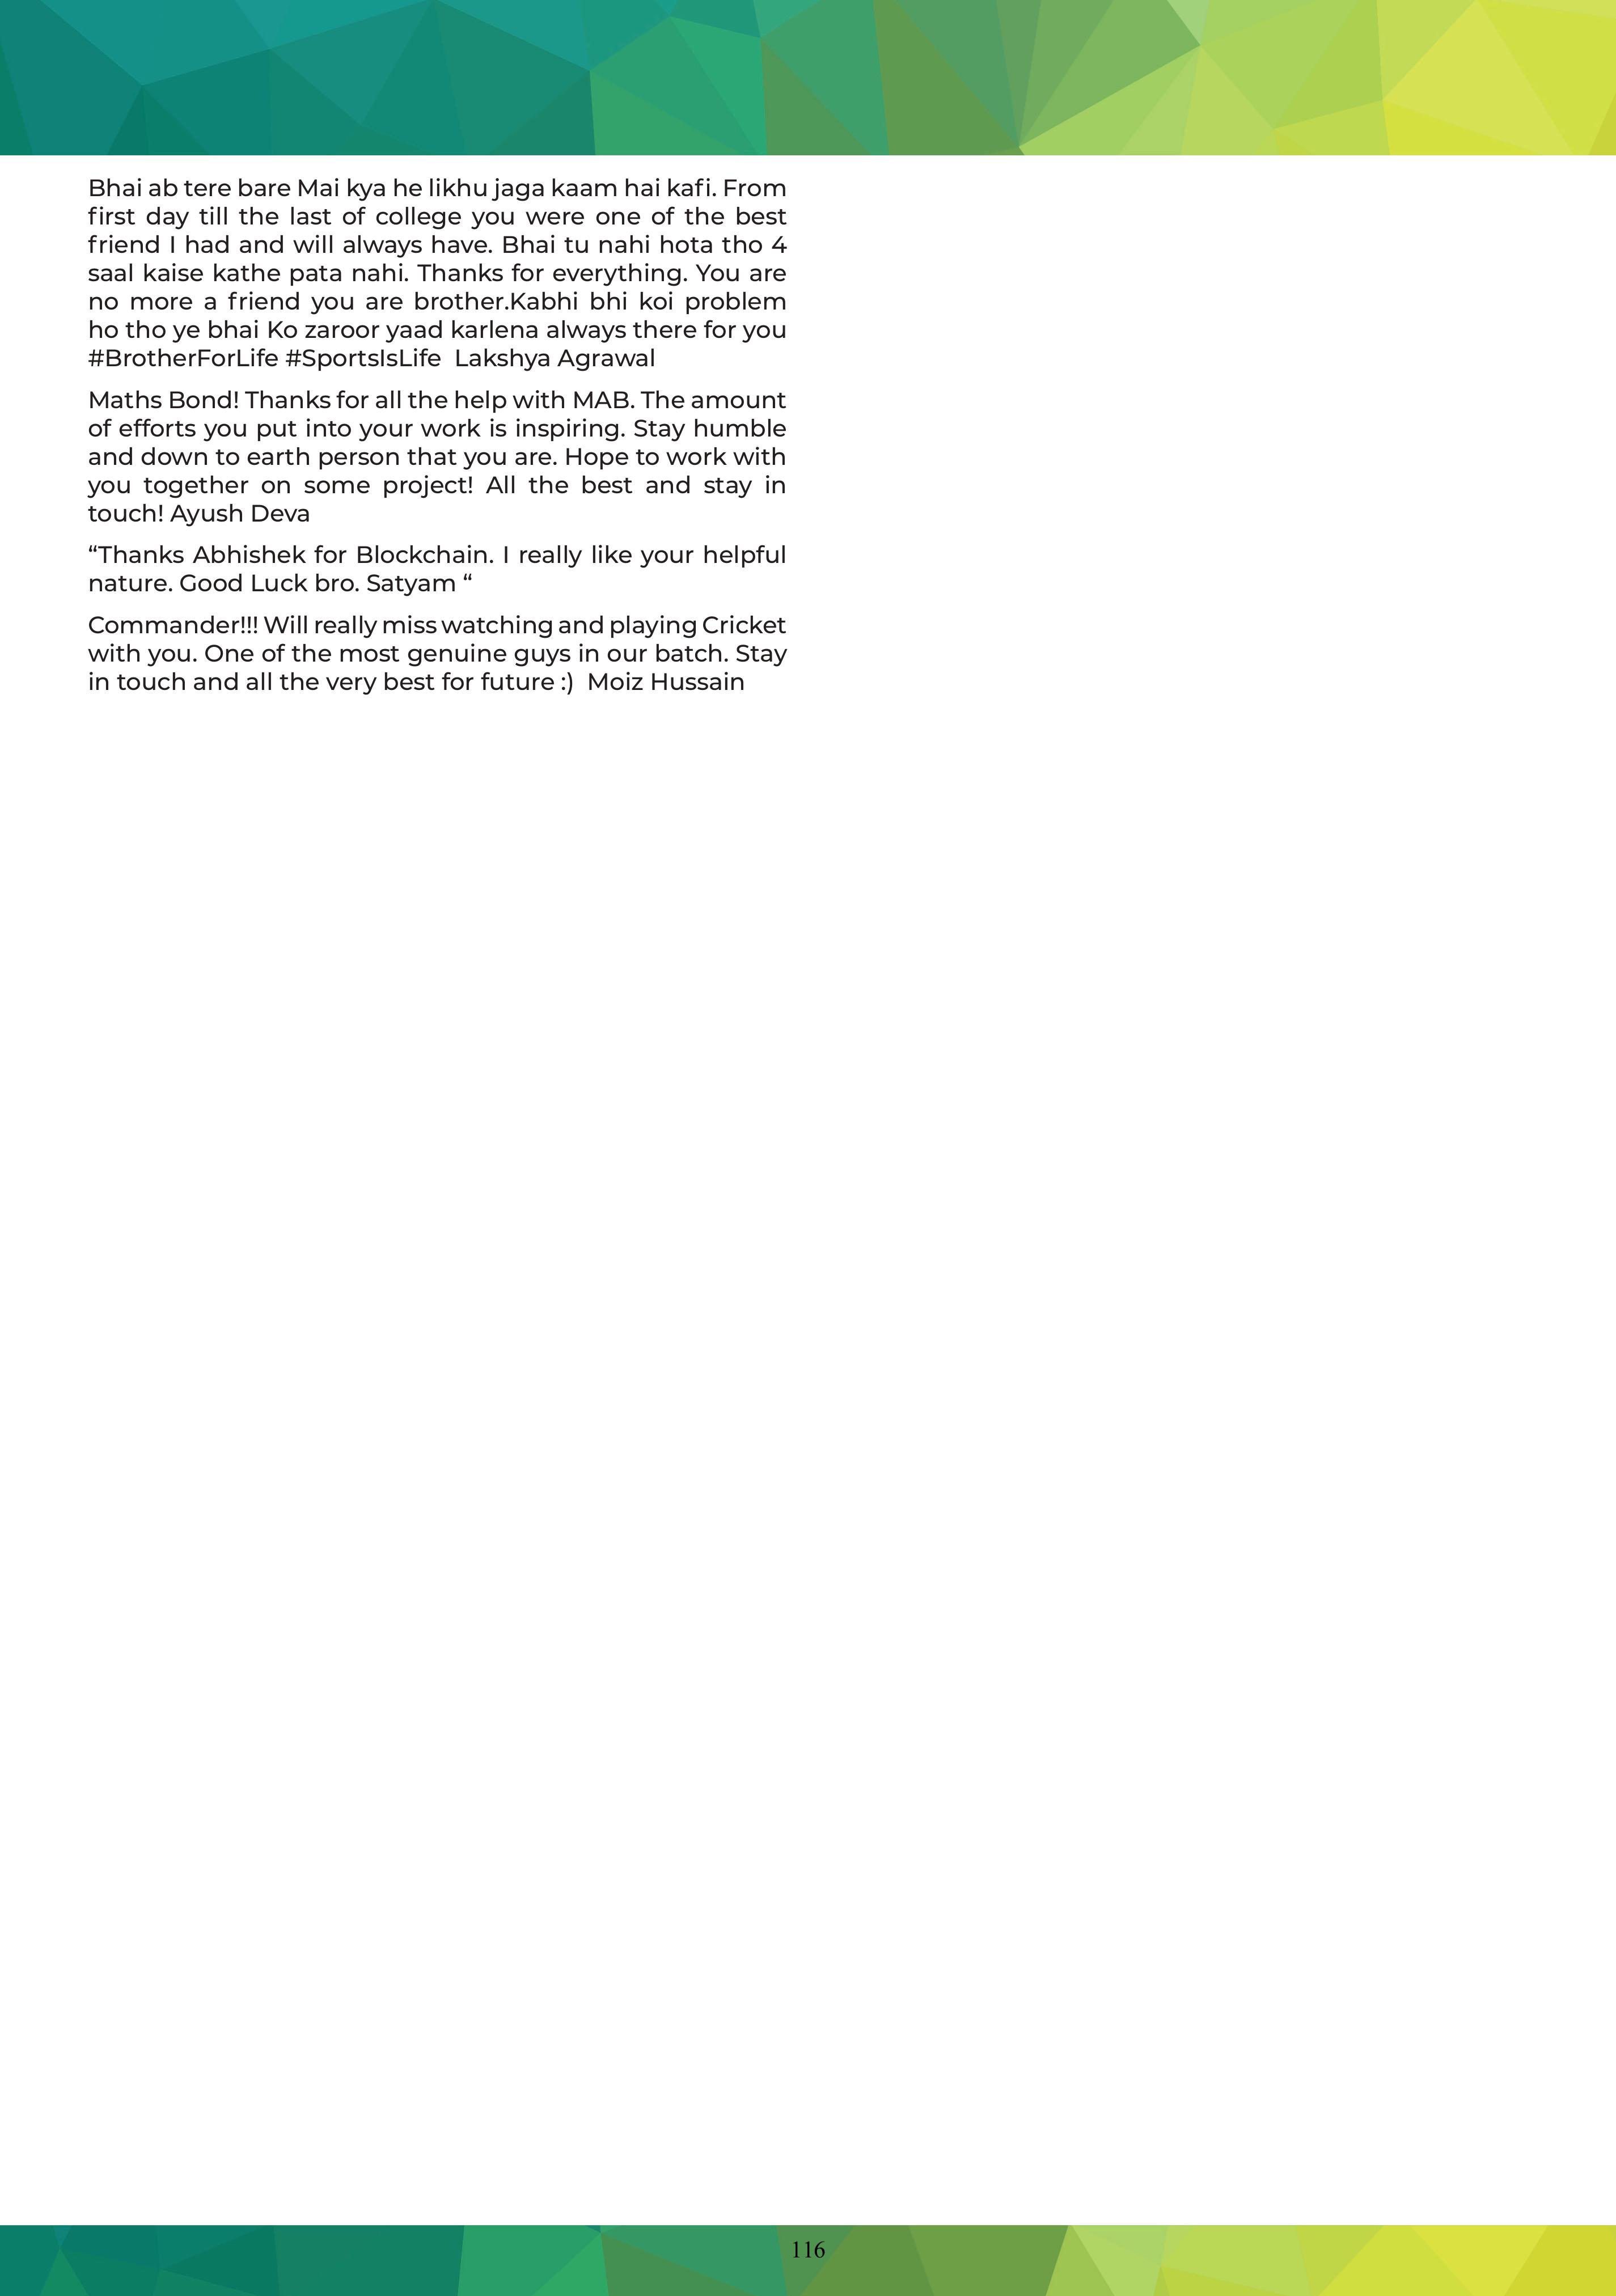 Bhai ab tere bare Mai kya he likhu jaga kaam hai kafi. From
first day till the last of college you were one of the best
friend I had and will always have. Bhai tu nahi hota tho 4
saal kaise kathe pata nahi. Thanks for everything. You are
no more a friend you are brother.Kabhi bhi koi problem
ho tho ye bhai Ko zaroor yaad karlena always there for you
#BrotherForLife #SportsIsLife  Lakshya Agrawal
Maths Bond! Thanks for all the help with MAB. The amount
of efforts you put into your work is inspiring. Stay humble
and down to earth person that you are. Hope to work with
you together on some project! All the best and stay in
touch! Ayush Deva
“Thanks Abhishek for Blockchain. I really like your helpful
nature. Good Luck bro. Satyam “
Commander!!! Will really miss watching and playing Cricket
with you. One of the most genuine guys in our batch. Stay
in touch and all the very best for future :)  Moiz Hussain
116